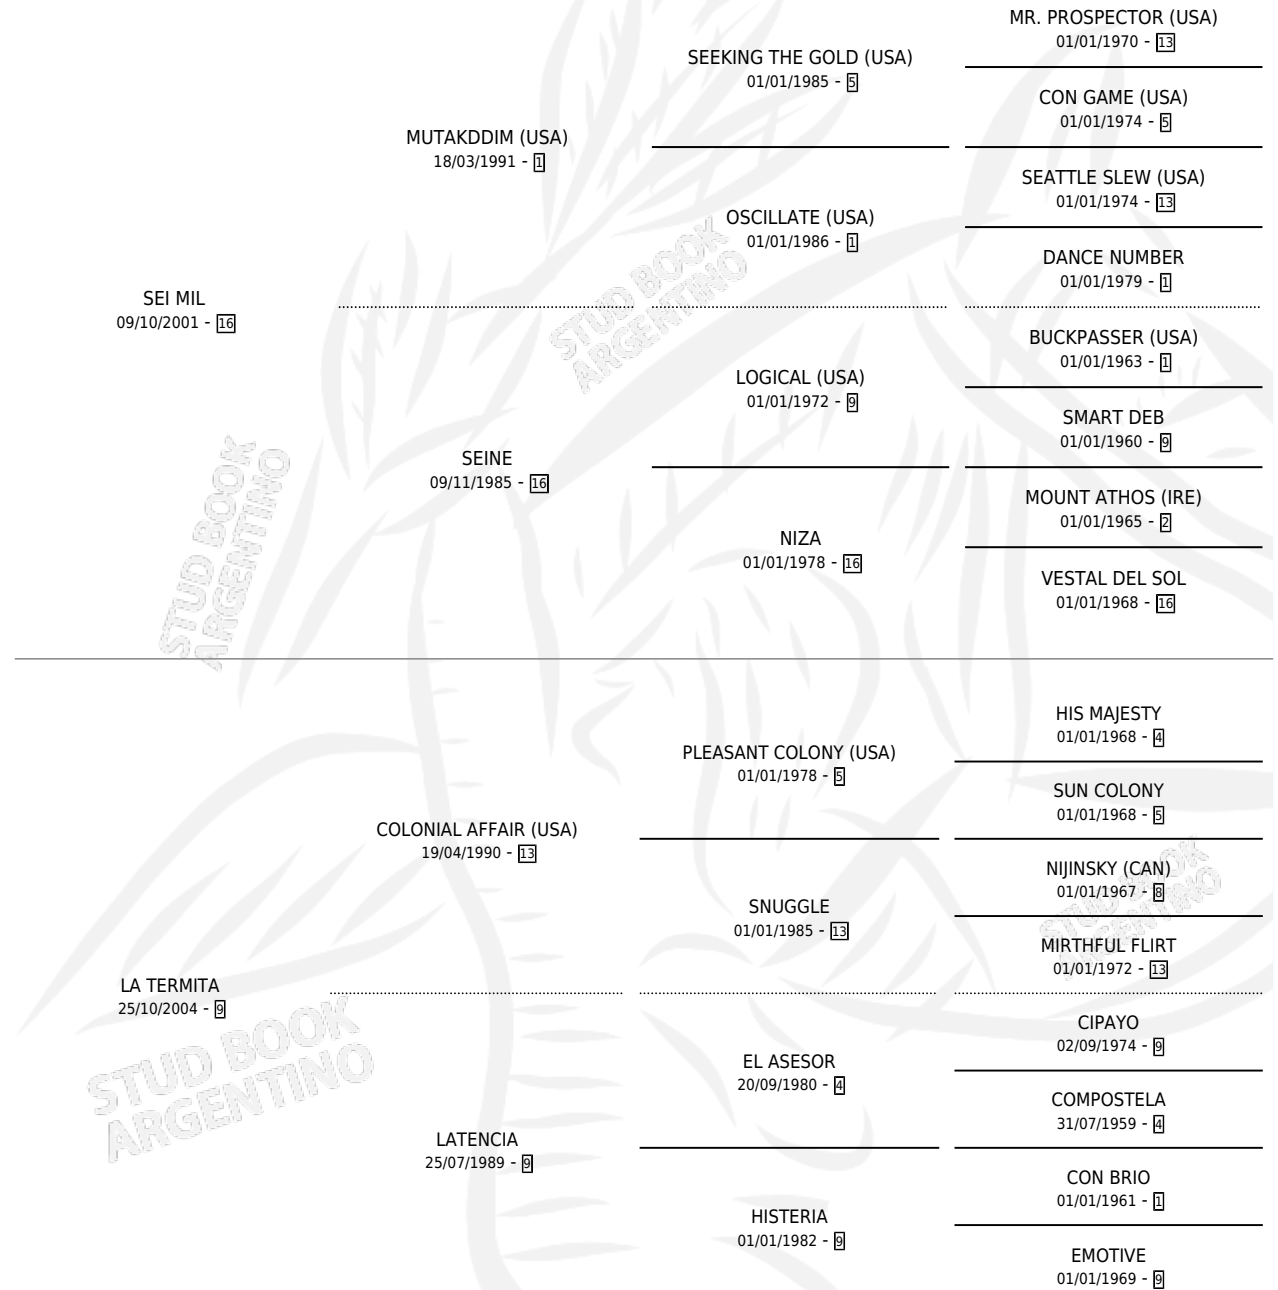 MR. PROSPECTOR (USA)
01/01/1970 - 13
SEEKING THE GOLD (USA)
01/01/1985 - 5
CON GAME (USA)
01/01/1974 - 5
MUTAKDDIM (USA)
18/03/1991 - 1
SEATTLE SLEW (USA)
01/01/1974 - 13
OSCILLATE (USA)
01/01/1986 - 1
DANCE NUMBER
01/01/1979 - 1
SEI MIL
09/10/2001 - 16
BUCKPASSER (USA)
01/01/1963 - 1
LOGICAL (USA)
01/01/1972 - 9
SMART DEB
01/01/1960 - 9
SEINE
09/11/1985 - 16
MOUNT ATHOS (IRE)
01/01/1965 - 2
NIZA
01/01/1978 - 16
VESTAL DEL SOL
01/01/1968 - 16
HIS MAJESTY
01/01/1968 - 4
PLEASANT COLONY (USA)
01/01/1978 - 5
SUN COLONY
01/01/1968 - 5
COLONIAL AFFAIR (USA)
19/04/1990 - 13
NIJINSKY (CAN)
01/01/1967 - 8
SNUGGLE
01/01/1985 - 13
MIRTHFUL FLIRT
01/01/1972 - 13
LA TERMITA
25/10/2004 - 9
CIPAYO
02/09/1974 - 9
EL ASESOR
20/09/1980 - 4
COMPOSTELA
31/07/1959 - 4
LATENCIA
25/07/1989 - 9
CON BRIO
01/01/1961 - 1
HISTERIA
01/01/1982 - 9
EMOTIVE
01/01/1969 - 9
STUD BOOK
ARGENTINO
STUD BOOK
ARGENTINO
STUD BOOK
ARGENTINO
STUD BOOK
ARGENTINO